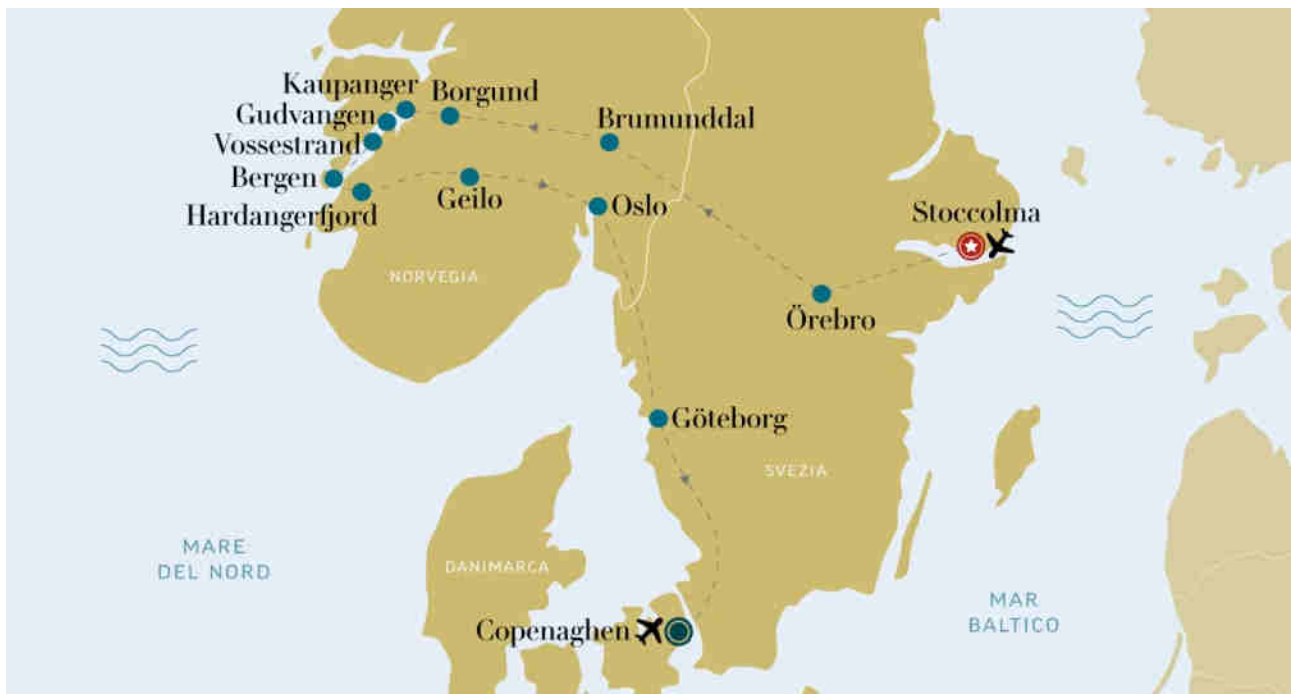 Kaupanger
Borgund
Gudvangen
Brumunddal
Vossestrand
Bergen
Geilo
Oslo
Stoccolma
Hardangerfjord
NORVEGIA
Örebro
Göteborg
SVEZIA
MARE
DEL NORD
DANIMARCA
MAR
BALTICO
Copenaghen